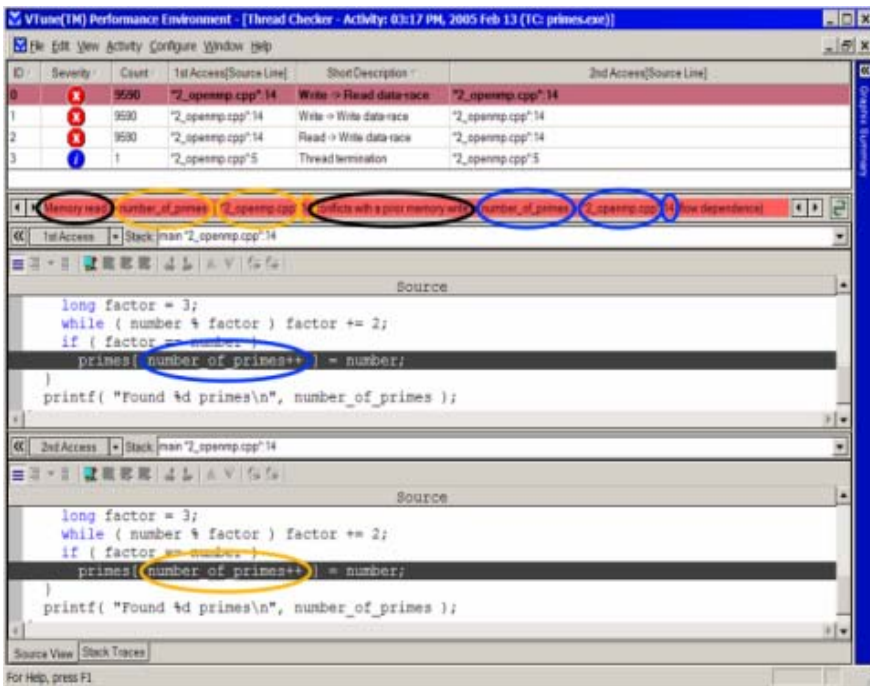 VTune(TM) Performance Environment - [Thread Checker - Activity: 03:17 PM, 2005 Feb 13 (TC: primes.exe)]
File Edit View Activity Configure Window Help
ID Severity Count 1st Access[Source Line] Short Description 2nd Access[Source Line]
0 9590 "2_openmp.cpp":14 Write -> Read data-race "2_openmp.cpp":14
1 9590 "2_openmp.cpp":14 Write -> Write data-race "2_openmp.cpp":14
2 9590 "2_openmp.cpp":14 Read -> Write data-race "2_openmp.cpp":14
3 1 "2_openmp.cpp":5 Thread termination "2_openmp.cpp":5
Graphic Summary
Memory read number_of_primes "2_openmp.cpp conflicts with a prior memory write number_of_primes "2_openmp.cpp 14 flow dependence)
1st Access Stack: main "2_openmp.cpp":14
Source
long factor = 3;
while ( number % factor ) factor += 2;
if ( factor == number )
primes[ number_of_primes++ ] = number;
}
printf( "Found %d primes\n", number_of_primes );
2nd Access Stack: main "2_openmp.cpp":14
Source
long factor = 3;
while ( number % factor ) factor += 2;
if ( factor == number )
primes[ number_of_primes++ ] = number;
}
printf( "Found %d primes\n", number_of_primes );
Source View Stack Traces
For Help, press F1